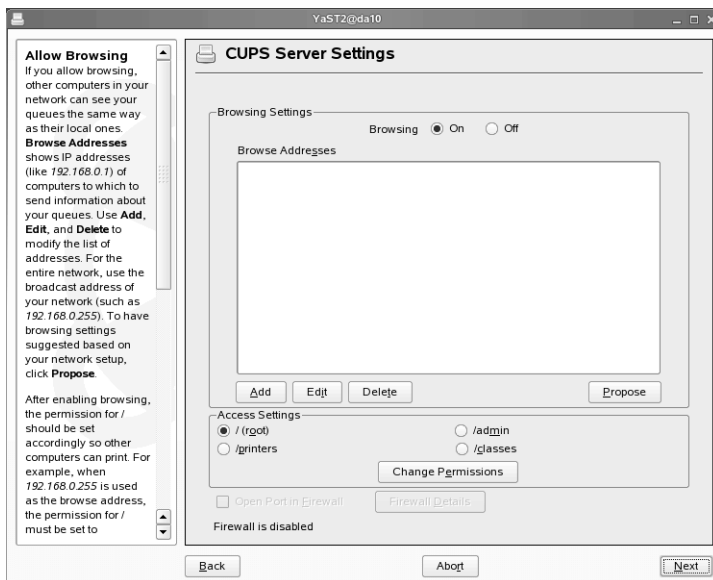 YaST2@da10
Allow Browsing
If you allow browsing,
other computers in your
network can see your
queues the same way
as their local ones.
Browse Addresses
shows IP addresses
(like 192.168.0.1) of
computers to which to
send information about
your queues. Use Add,
Edit, and Delete to
modify the list of
addresses. For the
entire network, use the
broadcast address of
your network (such as
192.168.0.255). To have
browsing settings
suggested based on
your network setup,
click Propose.
After enabling browsing,
the permission for /
should be set
accordingly so other
computers can print. For
example, when
192.168.0.255 is used
as the browse address,
the permission for /
must be set to
CUPS Server Settings
Browsing Settings
Browsing On Off
Browse Addresses
Add Edit Delete Propose
Access Settings
/ (root) /admin
/printers /classes
Change Permissions
Open Port in Firewall Firewall Details
Firewall is disabled
Back Abort Next